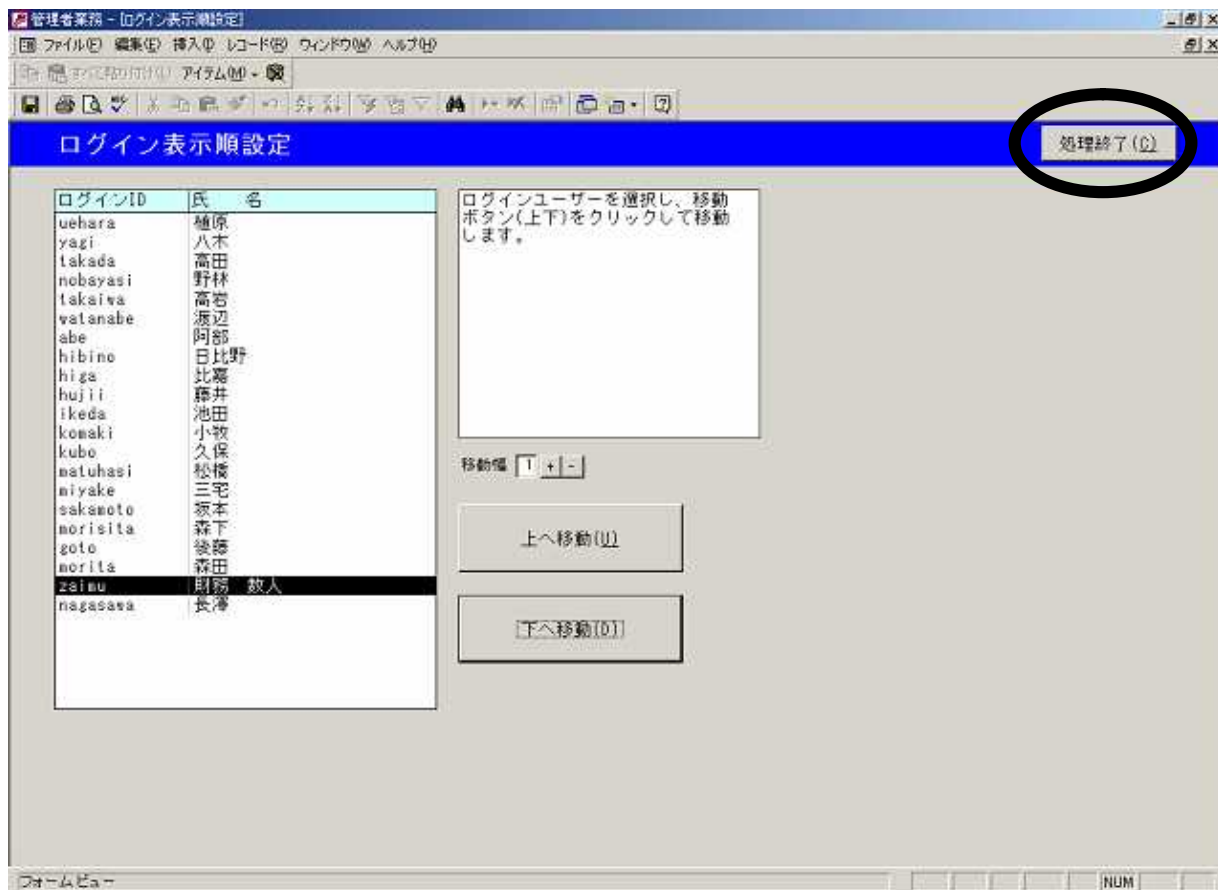 管理者業務 - [ログイン表示順設定]
ファイル(F) 編集(E) 挿入(I) レコード(R) ウィンドウ(W) ヘルプ(H)
すべて貼り付け(L) アイテム(M)
ログイン表示順設定
処理終了(C)
ログインID 氏 名
uehara 植原
yagi 八木
takada 高田
nobayasi 野林
takaiwa 高岩
watanabe 渡辺
abe 阿部
hibino 日比野
higa 比嘉
hujii 藤井
ikeda 池田
komaki 小牧
kubo 久保
matuhasi 松橋
miyake 三宅
sakamoto 坂本
morisita 森下
goto 後藤
morita 森田
zaimu 財務 数人
nagasawa 長澤
ログインユーザーを選択し、移動
ボタン(上下)をクリックして移動
します。
移動幅 1 + -
上へ移動(U)
下へ移動(D)
フォーム ビュー
NUM